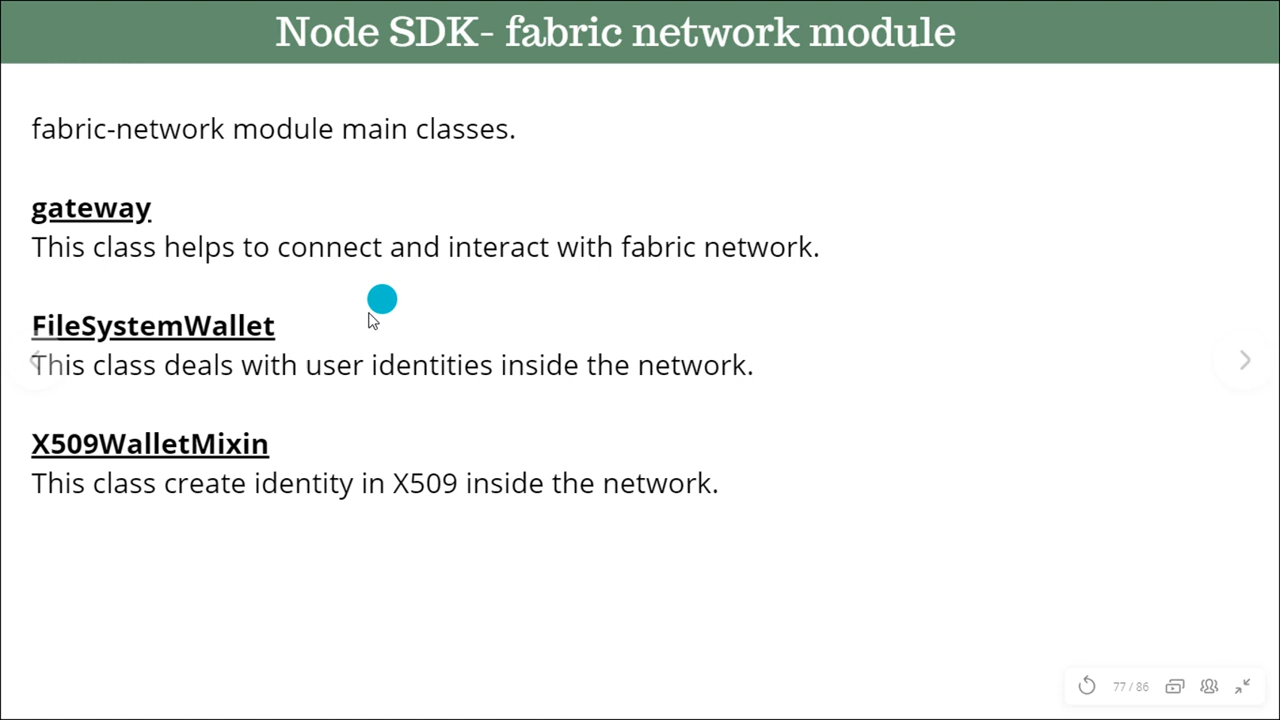 Node SDK- fabric network module
fabric-network module main classes.
gateway
This class helps to connect and interact with fabric network.
FileSystemWallet
This class deals with user identities inside the network.
X509WalletMixin
This class create identity in X509 inside the network.
77 / 86